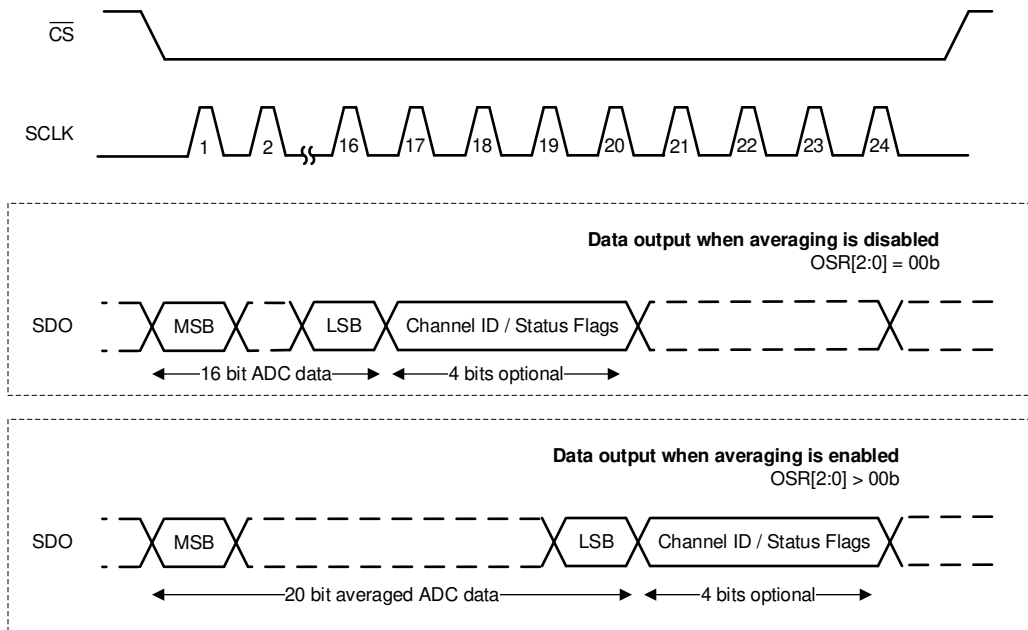 CS
SCLK
1 2 16 17 18 19 20 21 22 23 24
Data output when averaging is disabled
OSR[2:0] = 00b
SDO MSB LSB Channel ID / Status Flags
16 bit ADC data 4 bits optional
Data output when averaging is enabled
OSR[2:0] > 00b
SDO MSB LSB Channel ID / Status Flags
20 bit averaged ADC data 4 bits optional